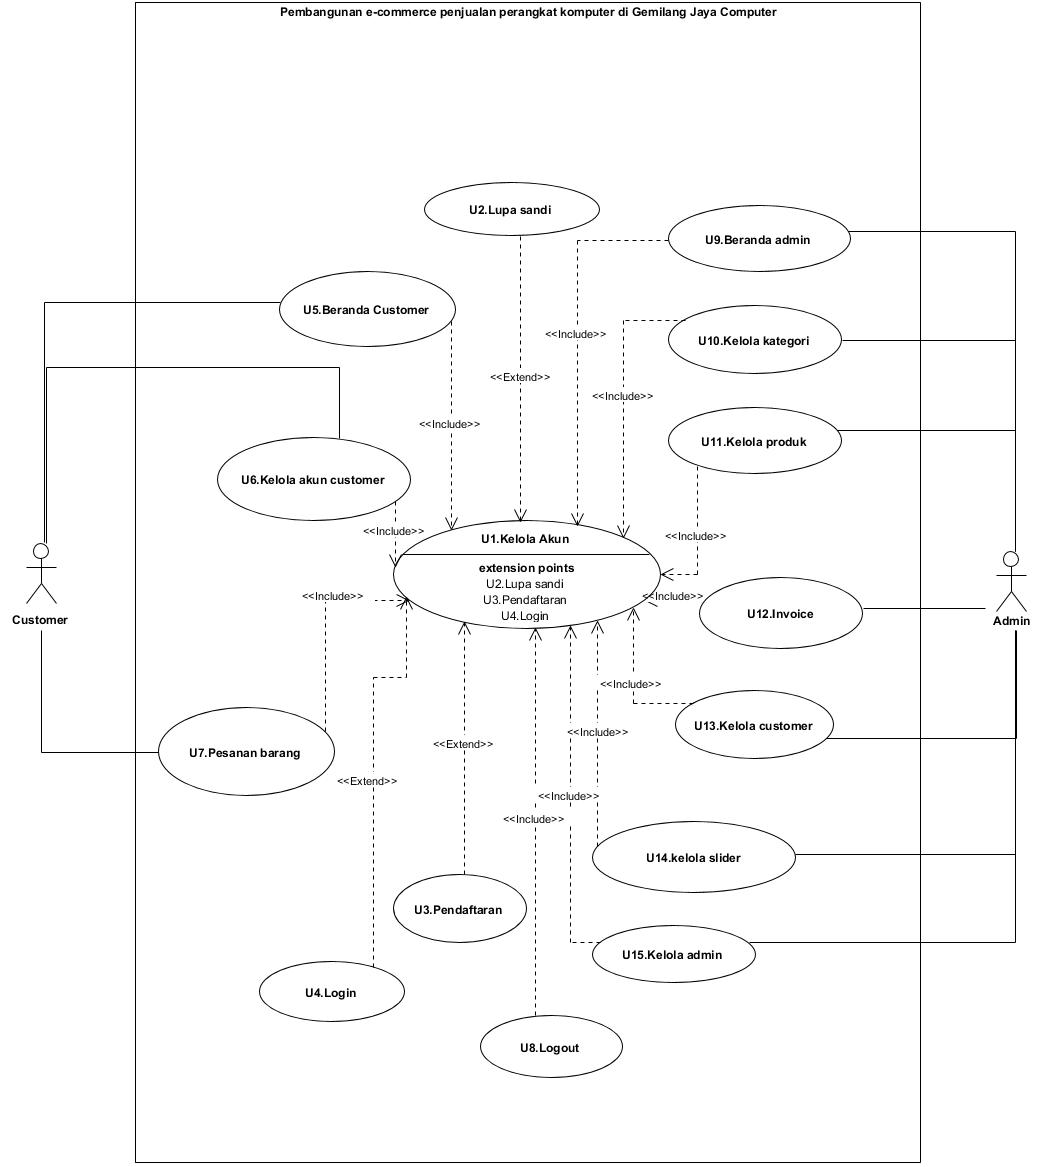 Pembangunan e-commerce penjualan perangkat komputer di Gemilang Jaya Computer
U2.Lupa sandi
U9.Beranda admin
U5.Beranda Customer
<<Include>>
U10.Kelola kategori
<<Extend>>
<<Include>>
<<Include>>
U11.Kelola produk
U6.Kelola akun customer
<<Include>>
<<Include>>
U1.Kelola Akun
extension points
U2.Lupa sandi
U3.Pendaftaran
U4.Login
<<Include>>
<<Include>>
U12.Invoice
Customer
Admin
<<Include>>
U13.Kelola customer
<<Include>>
<<Extend>>
U7.Pesanan barang
<<Extend>>
<<Include>>
<<Include>>
U14.kelola slider
U3.Pendaftaran
U15.Kelola admin
U4.Login
U8.Logout